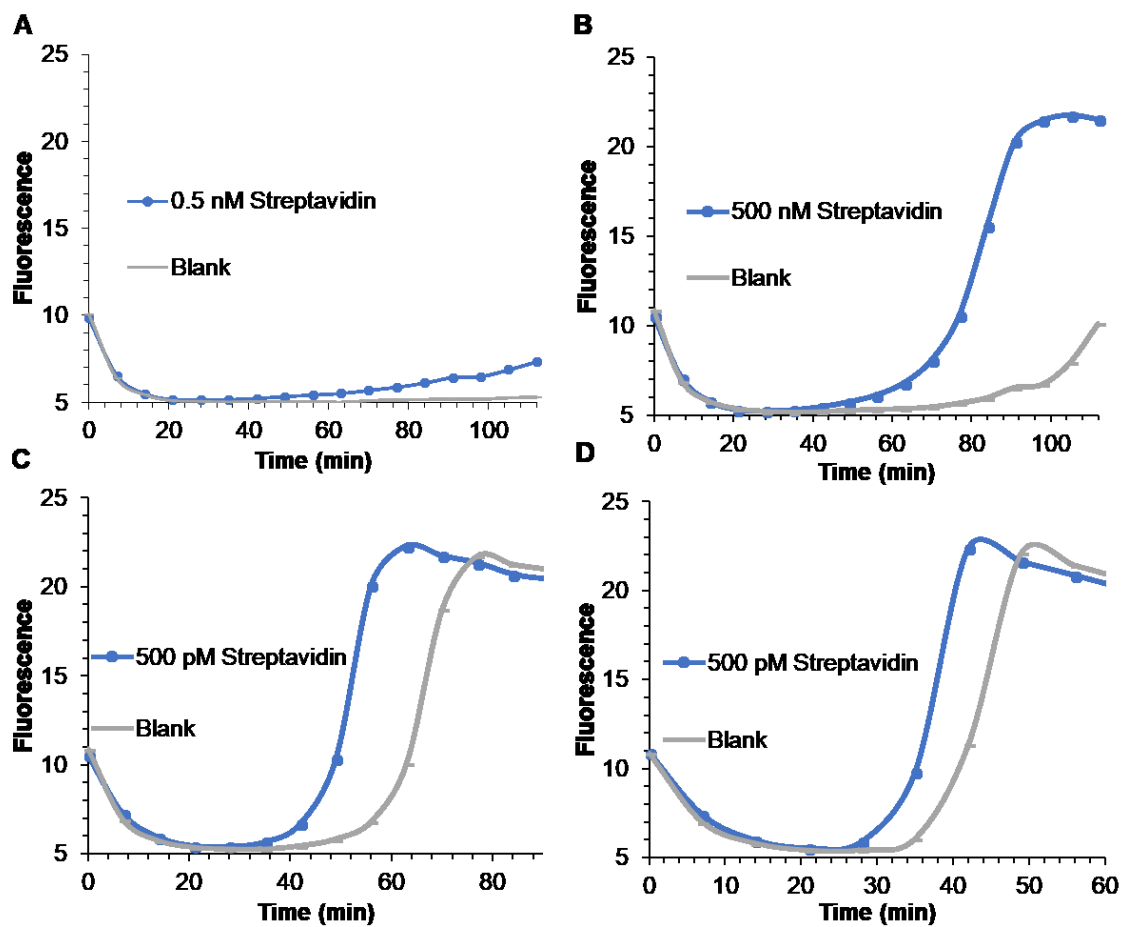 A
25
20
15
10
5
Fluorescence
0.5 nM Streptavidin
Blank
0 20 40 60 80 100
Time (min)
B
25
20
15
10
5
Fluorescence
500 nM Streptavidin
Blank
0 20 40 60 80 100
Time (min)
C
25
20
15
10
5
Fluorescence
500 pM Streptavidin
Blank
0 20 40 60 80
Time (min)
D
25
20
15
10
5
Fluorescence
500 pM Streptavidin
Blank
0 10 20 30 40 50 60
Time (min)